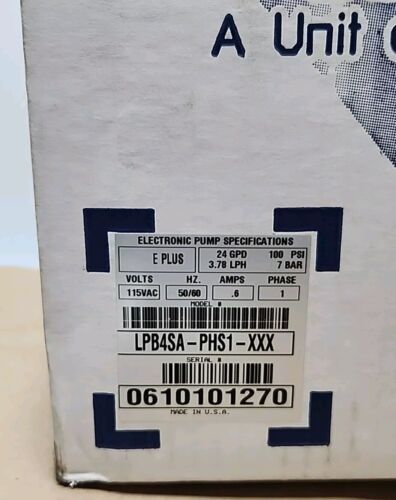 A Unit
ELECTRONIC PUMP SPECIFICATIONS
E PLUS 24 GPD 100 PSI
3.78 LPH 7 BAR
VOLTS HZ. AMPS PHASE
115VAC 50/60 .6 1
MODEL #
LPB4SA-PHS1-XXX
SERIAL #
0610101270
MADE IN U.S.A.